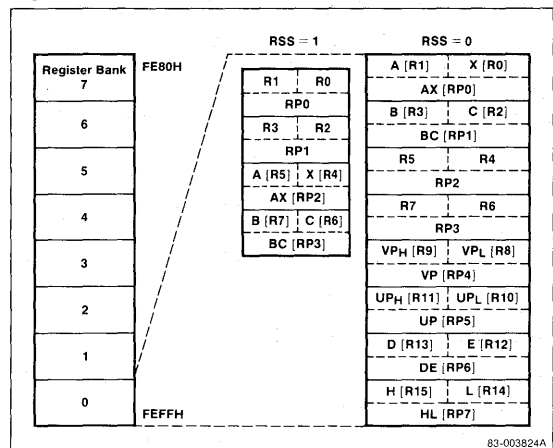 RSS = 1
RSS = 0
Register Bank
7
FE80H
6
5
4
3
2
1
0
FEFFH
R1 R0
RP0
R3 R2
RP1
A [R5] X [R4]
AX [RP2]
B [R7] C [R6]
BC [RP3]
A [R1] X [R0]
AX [RP0]
B [R3] C [R2]
BC [RP1]
R5 R4
RP2
R7 R6
RP3
VPH [R9] VPL [R8]
VP [RP4]
UPH [R11] UPL [R10]
UP [RP5]
D [R13] E [R12]
DE [RP6]
H [R15] L [R14]
HL [RP7]
83-003824A